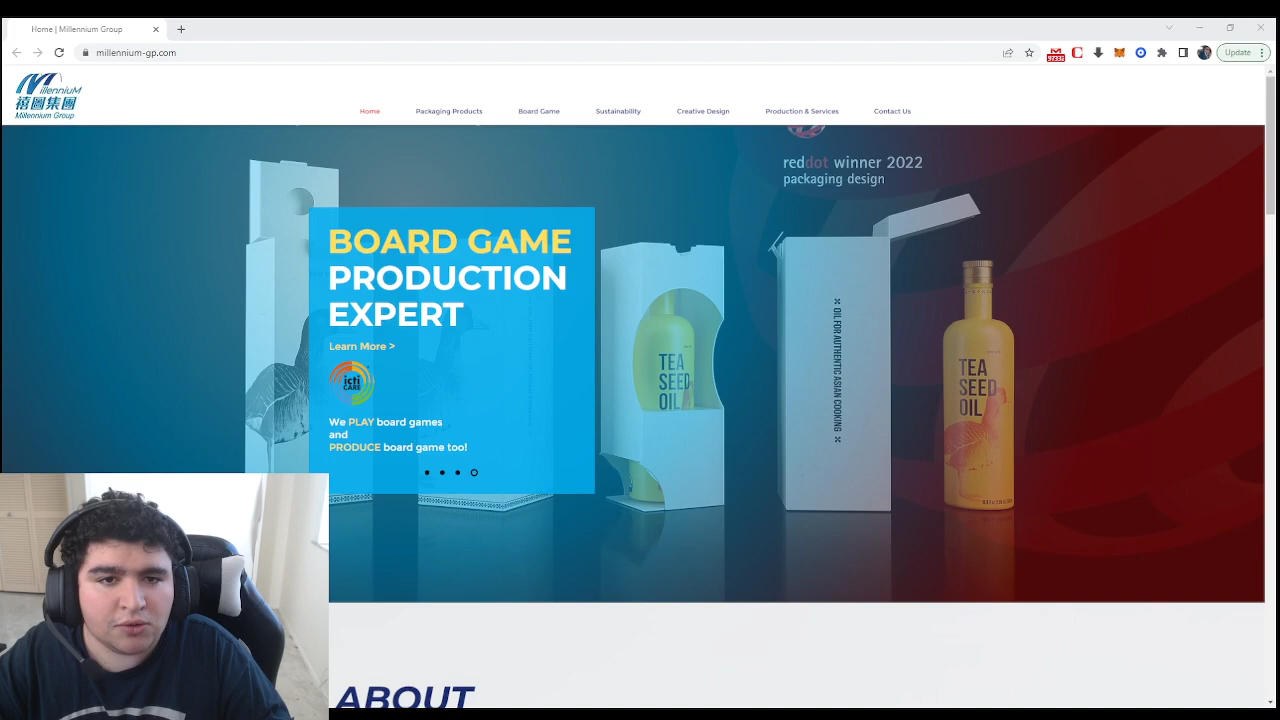 Home | Millennium Group
millennium-gp.com
Update
MillenniuM
禧圖集團
Millennium Group
Home
Packaging Products
Board Game
Sustainability
Creative Design
Production & Services
Contact Us
reddot winner 2022
packaging design
BOARD GAME
PRODUCTION
EXPERT
Learn More >
icti
CARE
We PLAY board games
and
PRODUCE board game too!
TEA
SEED
OIL
OIL FOR AUTHENTIC ASIAN COOKING
TEA
SEED
OIL
ABOUT